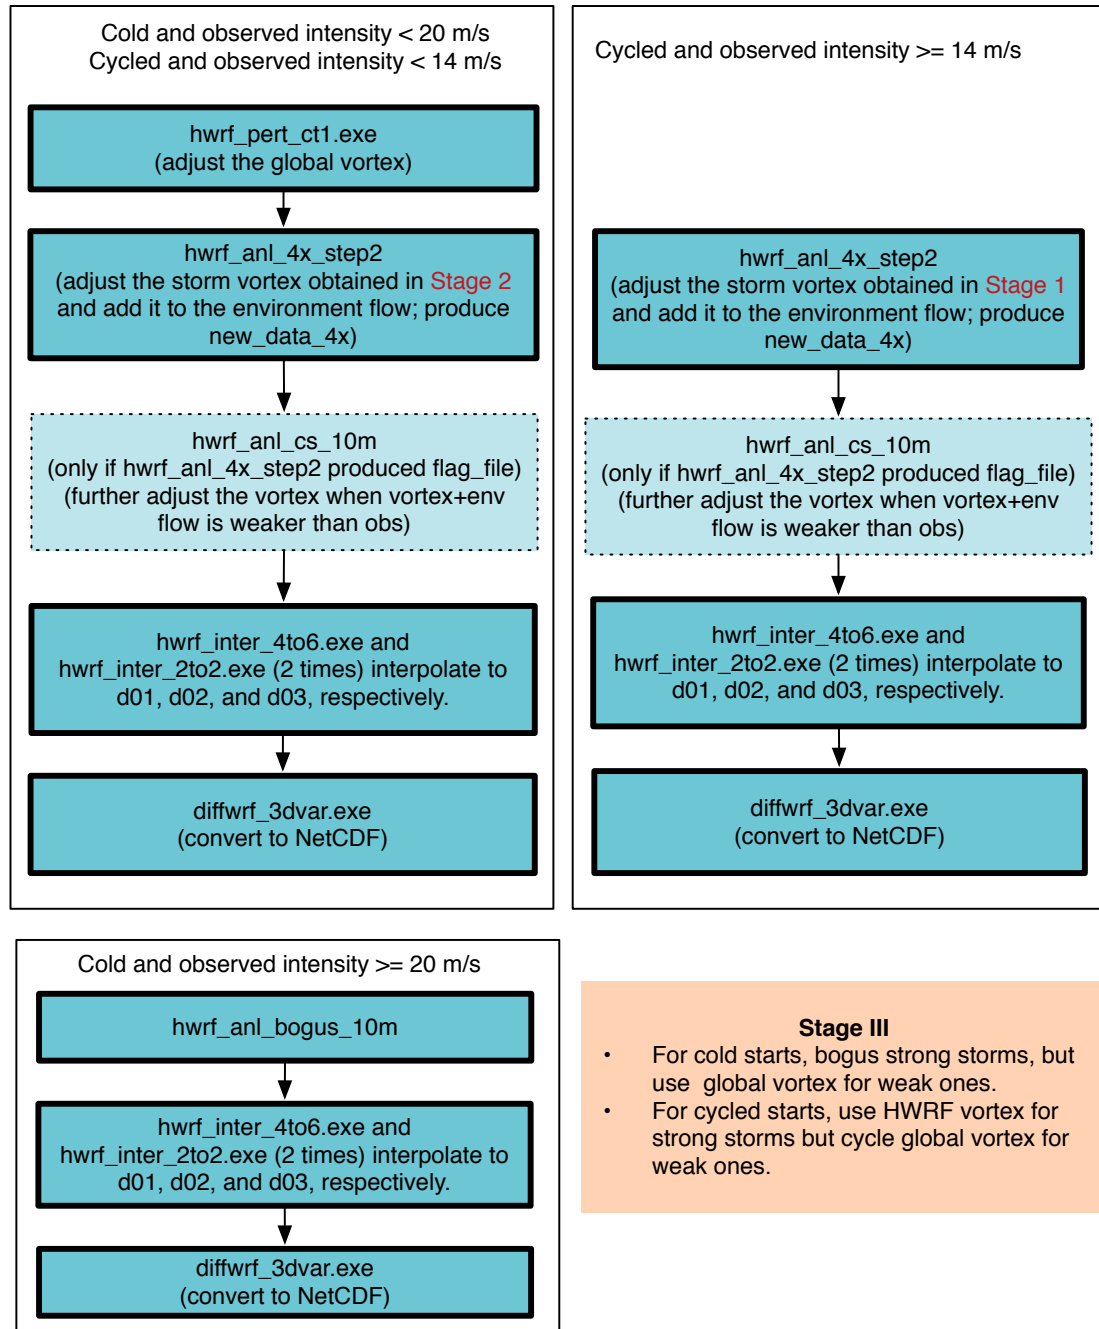 Cold and observed intensity < 20 m/s
Cycled and observed intensity < 14 m/s
hwrf_pert_ct1.exe
(adjust the global vortex)
hwrf_anl_4x_step2
(adjust the storm vortex obtained in Stage 2
and add it to the environment flow; produce
new_data_4x)
hwrf_anl_cs_10m
(only if hwrf_anl_4x_step2 produced flag_file)
(further adjust the vortex when vortex+env
flow is weaker than obs)
hwrf_inter_4to6.exe and
hwrf_inter_2to2.exe (2 times) interpolate to
d01, d02, and d03, respectively.
diffwrf_3dvar.exe
(convert to NetCDF)
Cycled and observed intensity >= 14 m/s
hwrf_anl_4x_step2
(adjust the storm vortex obtained in Stage 1
and add it to the environment flow; produce
new_data_4x)
hwrf_anl_cs_10m
(only if hwrf_anl_4x_step2 produced flag_file)
(further adjust the vortex when vortex+env
flow is weaker than obs)
hwrf_inter_4to6.exe and
hwrf_inter_2to2.exe (2 times) interpolate to
d01, d02, and d03, respectively.
diffwrf_3dvar.exe
(convert to NetCDF)
Cold and observed intensity >= 20 m/s
hwrf_anl_bogus_10m
hwrf_inter_4to6.exe and
hwrf_inter_2to2.exe (2 times) interpolate to
d01, d02, and d03, respectively.
diffwrf_3dvar.exe
(convert to NetCDF)
Stage III
• For cold starts, bogus strong storms, but
use global vortex for weak ones.
• For cycled starts, use HWRF vortex for
strong storms but cycle global vortex for
weak ones.